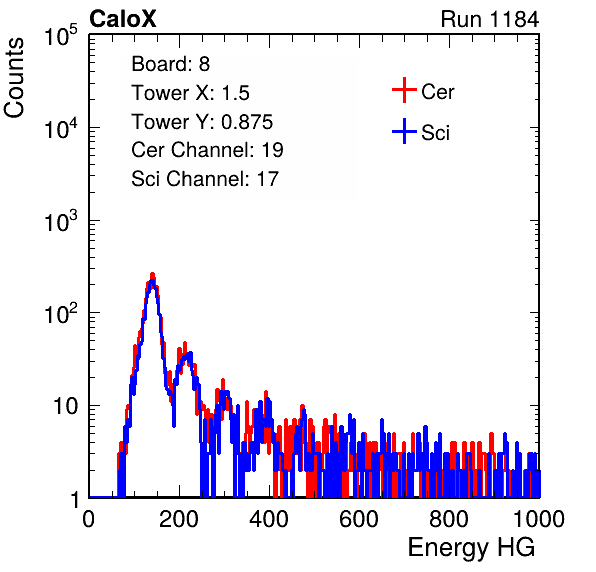 CaloX Run 1184
Counts
10^5
10^4
10^3
10^2
10
1
Board: 8
Tower X: 1.5
Tower Y: 0.875
Cer Channel: 19
Sci Channel: 17
Cer
Sci
0 200 400 600 800 1000
Energy HG